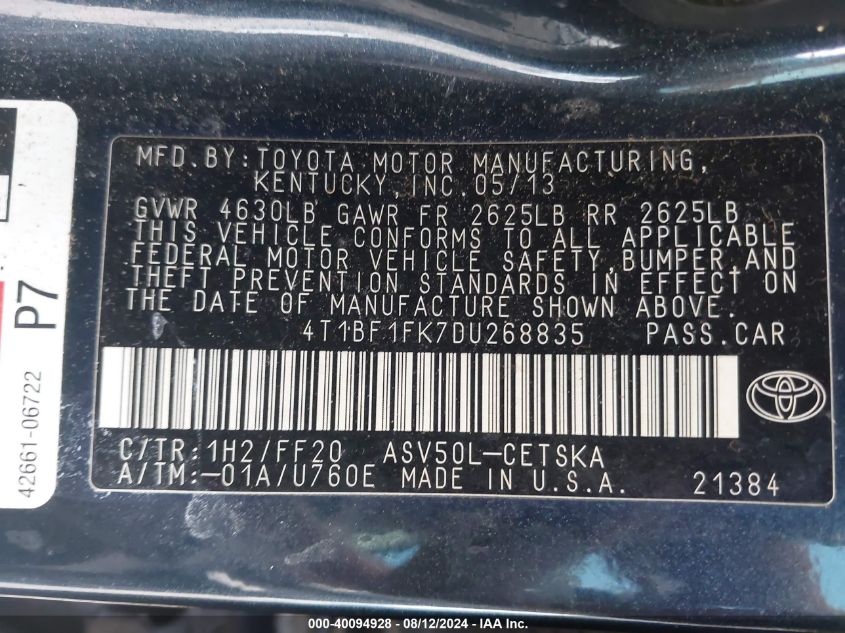 MFD.BY:TOYOTA MOTOR MANUFACTURING,
KENTUCKY,INC.05/13
GVWR 4630LB GAWR FR 2625LB RR 2625LB
THIS VEHICLE CONFORMS TO ALL APPLICABLE
FEDERAL MOTOR VEHICLE SAFETY,BUMPER,AND
THEFT PREVENTION STANDARDS IN EFFECT ON
THE DATE OF MANUFACTURE SHOWN ABOVE.
4T1BF1FK7DU268835 PASS.CAR
C/TR:1H2/FF20 ASV50L-CETSKA
A/TM:-01A/U760E MADE IN U.S.A. 21384
P7
42661-06722
000-40094928 - 08/12/2024 - IAA, Inc.